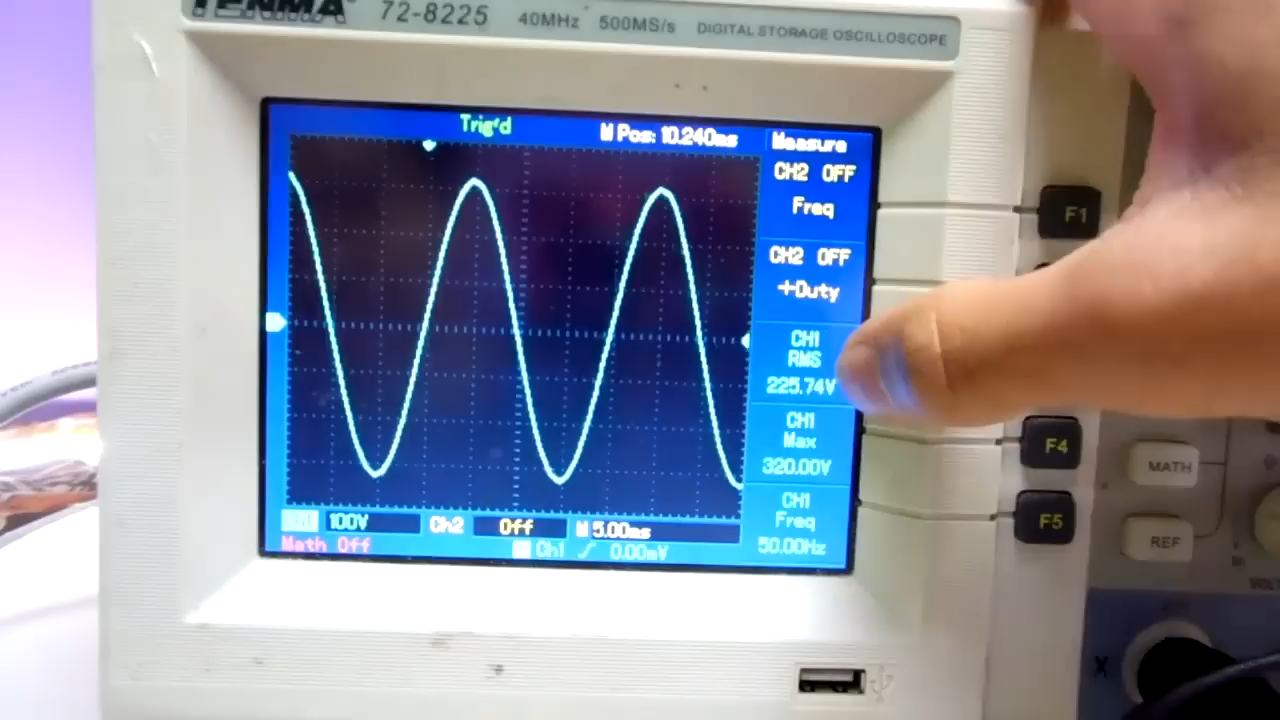 TENMA 72-8225 40MHz 500MS/s DIGITAL STORAGE OSCILLOSCOPE
Trig'd M Pos: 10.240ms Measure
CH2 OFF
Freq
CH2 OFF
+Duty
CH1
RMS
225.74V
CH1
Max
320.00V
CH1
Freq
50.00Hz
100V Ch2 Off M 5.00ms
Math Off Ch1 0.00mV
F1
F4
F5
MATH
REF
X